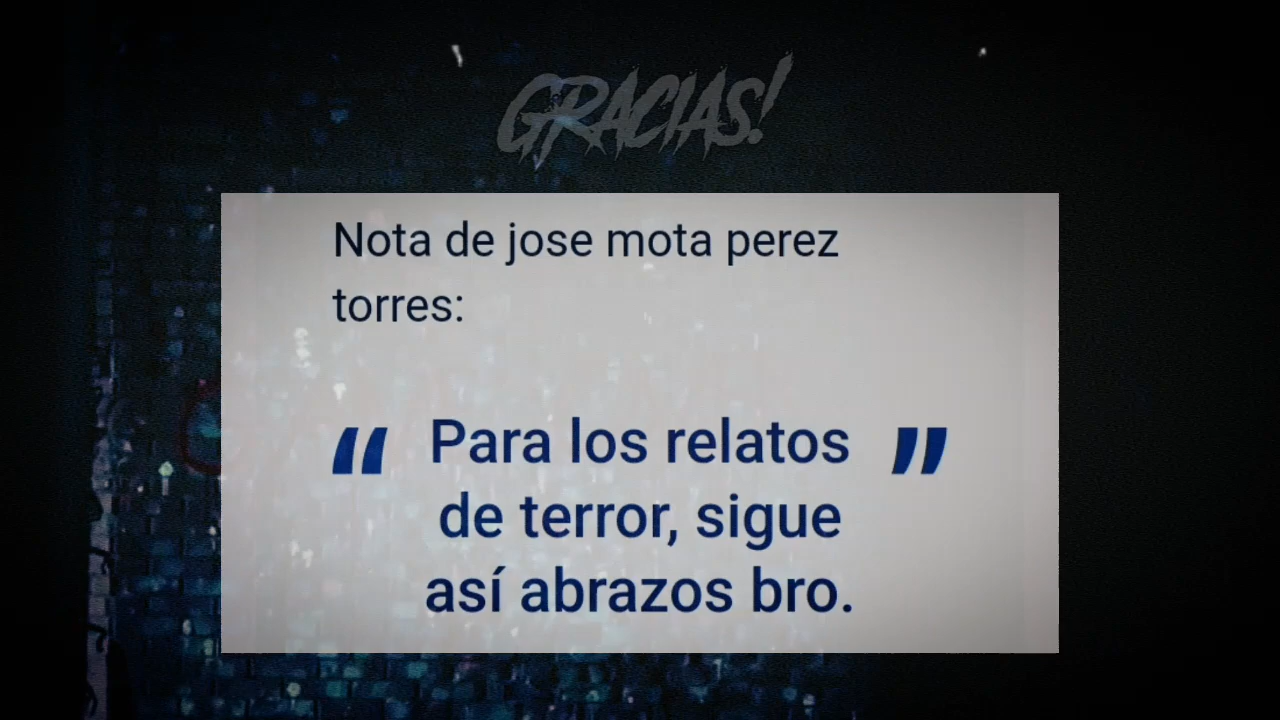 GRACIAS!
Nota de jose mota perez
torres:
“ Para los relatos ”
de terror, sigue
así abrazos bro.